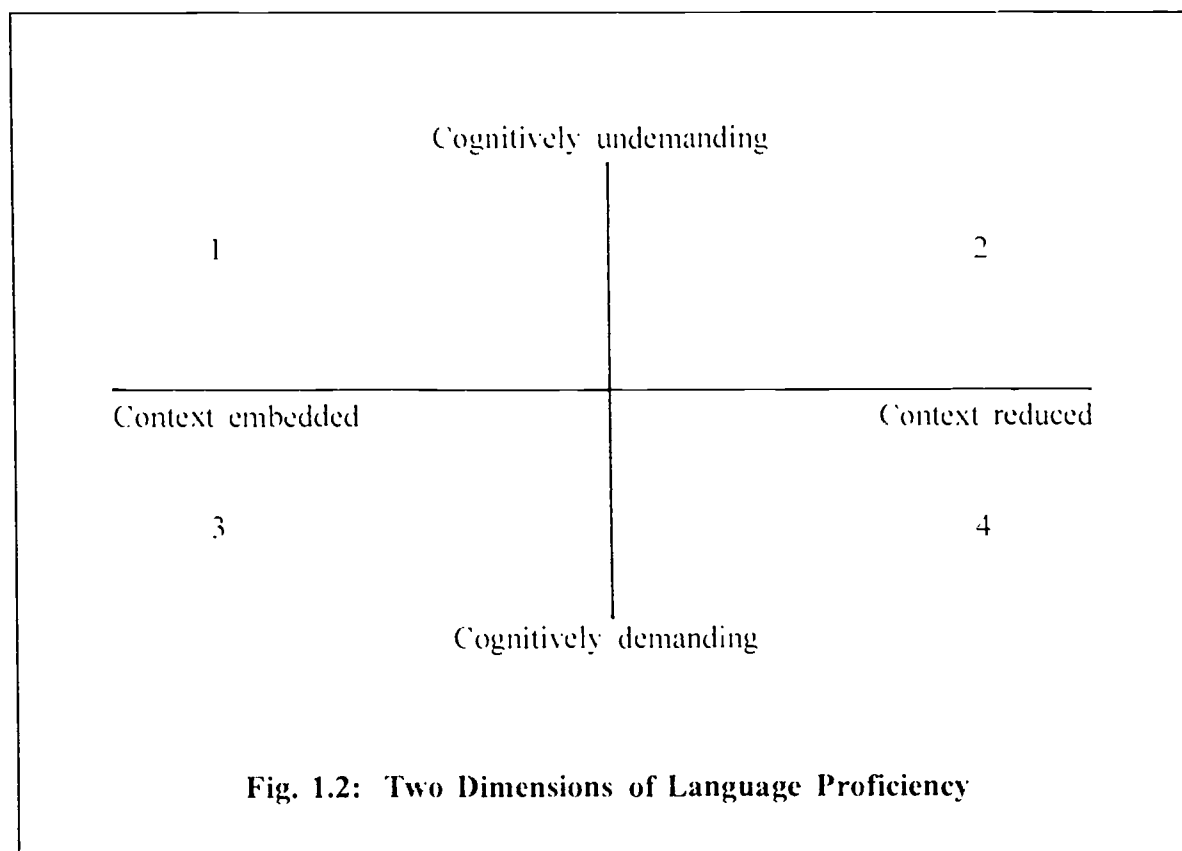 Cognitively undemanding
1 2
Context embedded Context reduced
3 4
Cognitively demanding
Fig. 1.2: Two Dimensions of Language Proficiency